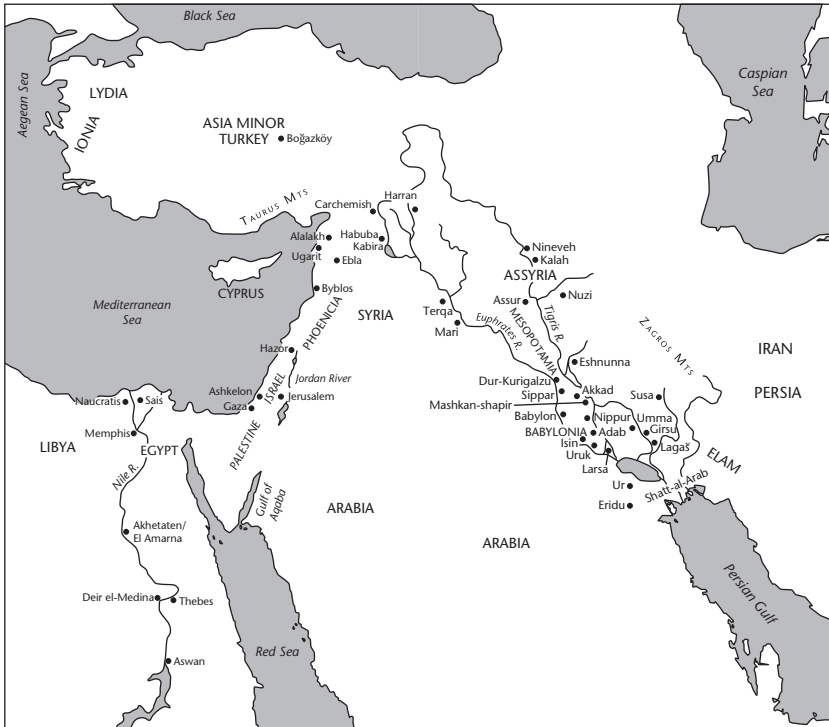 Black Sea
Aegean Sea
Caspian
Sea
LYDIA
IONIA
ASIA MINOR
TURKEY
Boğazköy
TAURUS MTS
Carchemish
Harran
Alalakh
Habuba
Kabira
Ugarit
Ebla
Nineveh
Kalah
ASSYRIA
CYPRUS
Byblos
Mediterranean
Sea
PHOENICIA
SYRIA
Terqa
Mari
Assur
Nuzi
Tigris R.
MESOPOTAMIA
Euphrates R.
ZAGROS MTS
IRAN
PERSIA
Hazor
Jordan River
ISRAEL
Eshnunna
Dur-Kurigalzu
Sippar
Akkad
Susa
Mashkan-shapir
Naucratis
Sais
Ashkelon
Gaza
Jerusalem
Babylon
Nippur
Umma
Girsu
BABYLONIA
Adab
Lagaš
Isin
Uruk
Larsa
ELAM
Shatt-al-Arab
Ur
Eridu
LIBYA
Memphis
EGYPT
PALESTINE
Nile R.
Gulf of
Aqaba
ARABIA
ARABIA
Akhetaten/
El Amarna
Deir el-Medina
Thebes
Persian Gulf
Red Sea
Aswan